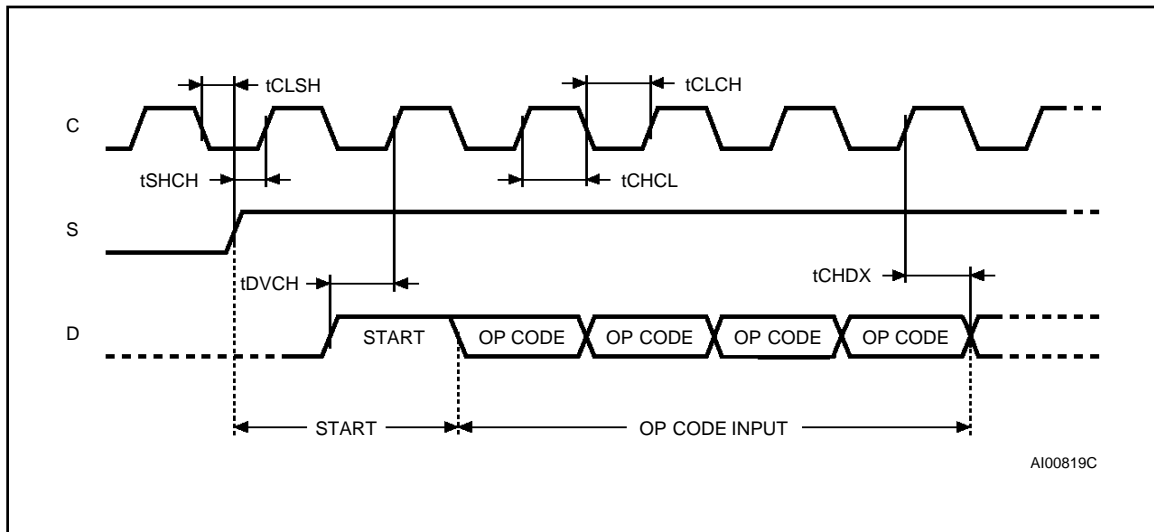 tCLSH
tCLCH
C
tSHCH
tCHCL
S
tDVCH
tCHDX
D
START
OP CODE
OP CODE
OP CODE
OP CODE
START
OP CODE INPUT
AI00819C